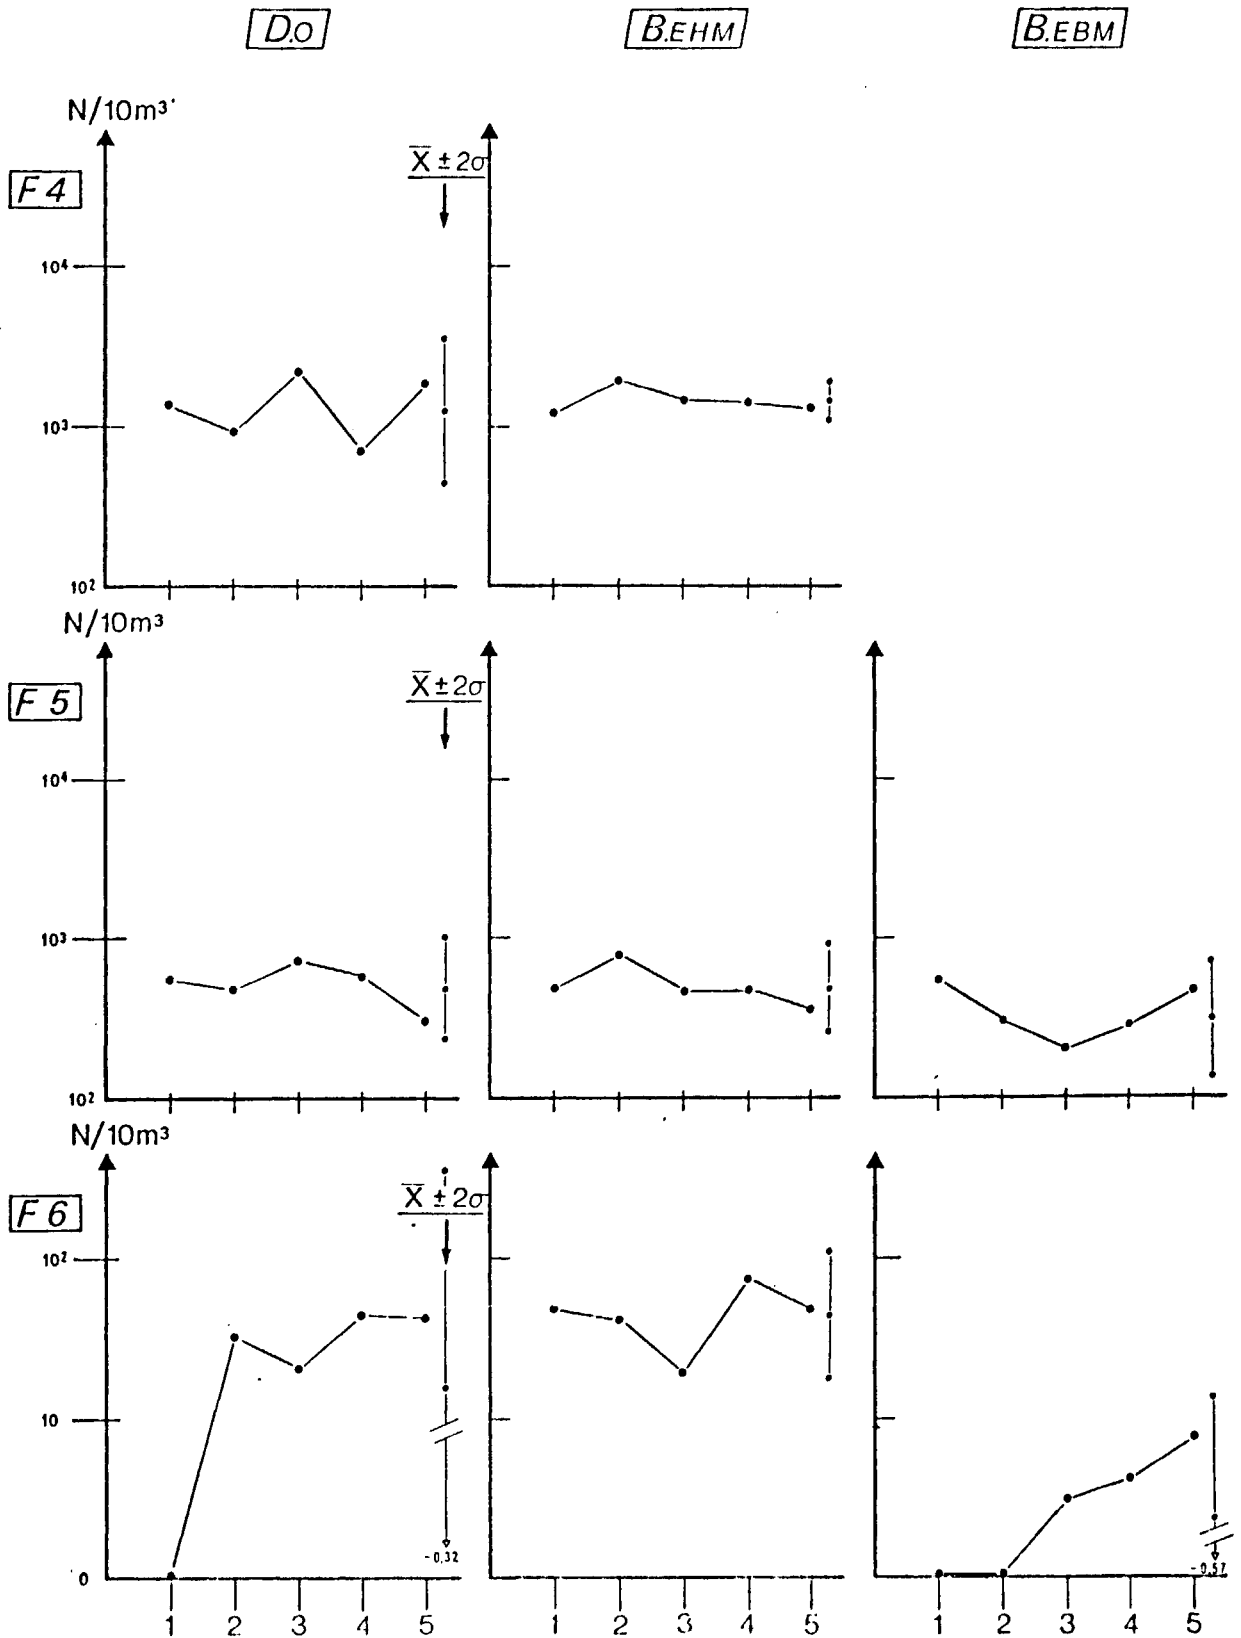 D.O B.EHM B.EBM
N/10m³
X̅ ± 2σ
F 4
10⁴
10³
10²
N/10m³
X̅ ± 2σ
F 5
10⁴
10³
10²
N/10m³
X̅ ± 2σ
F 6
10²
10
-0,32
-0,57
0
1 2 3 4 5 1 2 3 4 5 1 2 3 4 5